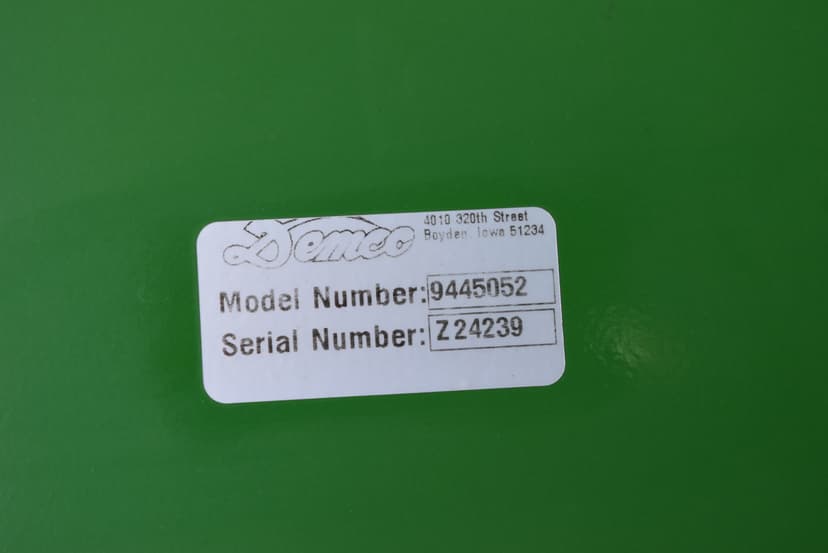 Demco
4010 320th Street
Boyden, Iowa 51234
Model Number: 9445052
Serial Number: Z24239